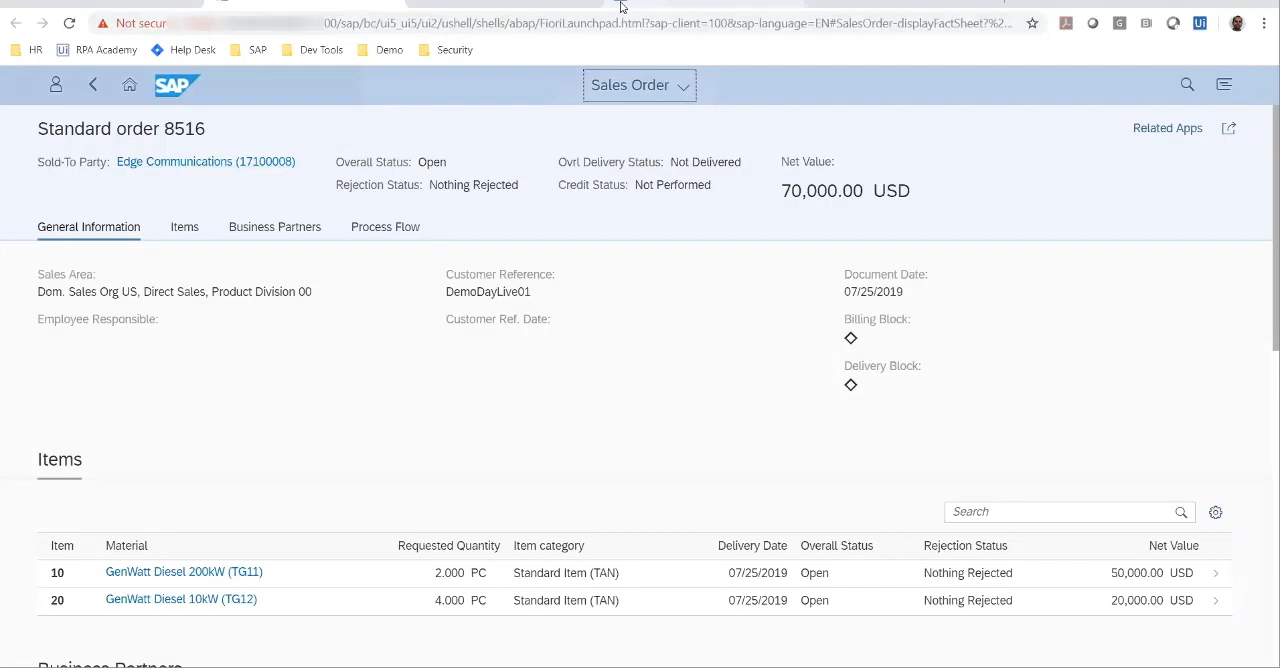 Not secur 00/sap/bc/ui5_ui5/ui2/ushell/shells/abap/FioriLaunchpad.html?sap-client=100&sap-language=EN#SalesOrder-displayFactSheet?%2...
HR Ui RPA Academy Help Desk SAP Dev Tools Demo Security
SAP Sales Order
Standard order 8516 Related Apps
Sold-To Party: Edge Communications (17100008) Overall Status: Open Ovrl Delivery Status: Not Delivered Net Value:
Rejection Status: Nothing Rejected Credit Status: Not Performed 70,000.00 USD
General Information Items Business Partners Process Flow
Sales Area: Customer Reference: Document Date:
Dom. Sales Org US, Direct Sales, Product Division 00 DemoDayLive01 07/25/2019
Employee Responsible: Customer Ref. Date: Billing Block:
Delivery Block:
Items
Search
Item Material Requested Quantity Item category Delivery Date Overall Status Rejection Status Net Value
10 GenWatt Diesel 200kW (TG11) 2.000 PC Standard Item (TAN) 07/25/2019 Open Nothing Rejected 50,000.00 USD
20 GenWatt Diesel 10kW (TG12) 4.000 PC Standard Item (TAN) 07/25/2019 Open Nothing Rejected 20,000.00 USD
Business Partners